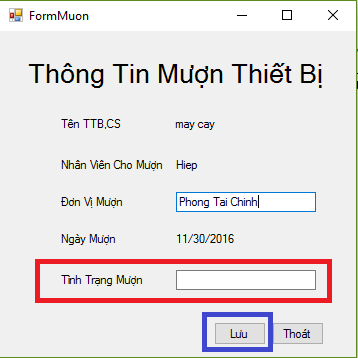 FormMuon
Thông Tin Mượn Thiết Bị
Tên TTB,CS may cay
Nhân Viên Cho Mượn Hiep
Đơn Vị Mượn Phong Tai Chinh
Ngày Mượn 11/30/2016
Tình Trạng Mượn
Lưu Thoát